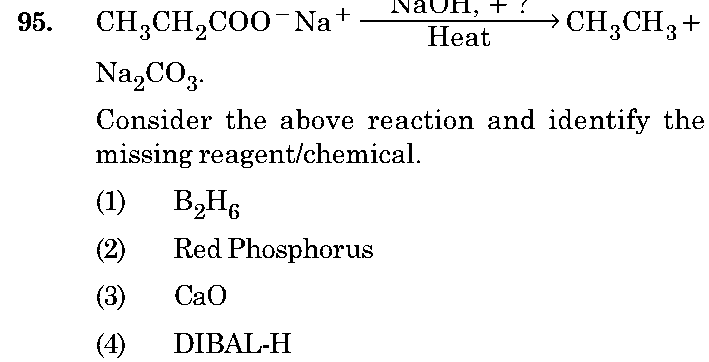 95. CH₃CH₂COO⁻Na⁺ NaOH, + ? Heat → CH₃CH₃ +
Na₂CO₃.
Consider the above reaction and identify the
missing reagent/chemical.
(1) B₂H₆
(2) Red Phosphorus
(3) CaO
(4) DIBAL-H